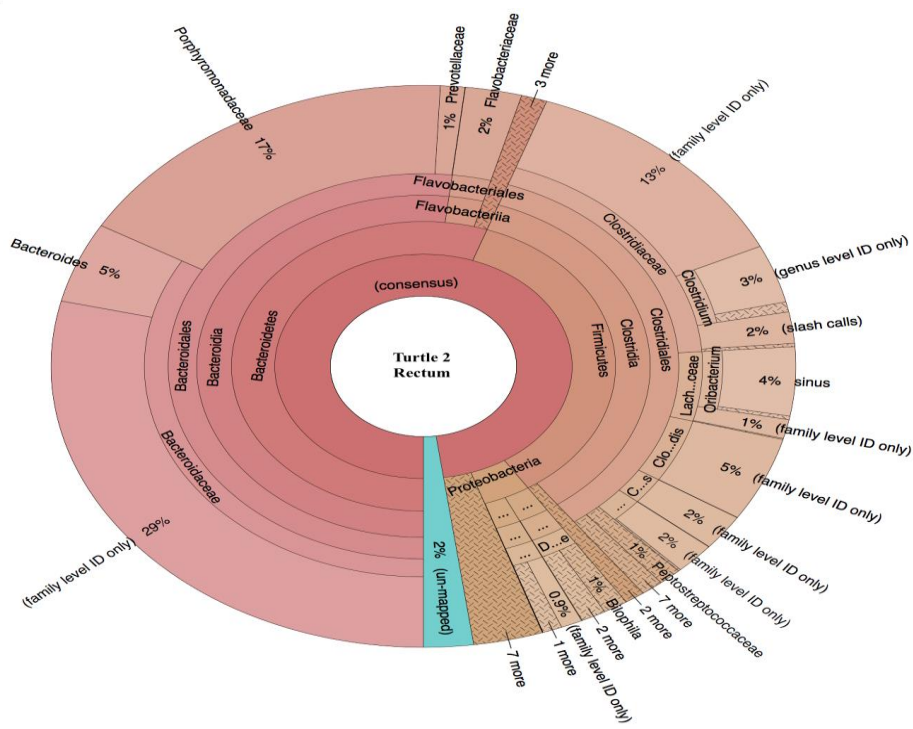 Porphyromonadaceae 17%
1% Prevotellaceae
2% Flavobacteriaceae
3 more
13% (family level ID only)
Flavobacteriales
Flavobacteriia
Clostridiaceae
Bacteroides 5%
3% (genus level ID only)
Clostridium
2% (slash calls)
(consensus)
Turtle 2
Rectum
Bacteroidales
Bacteroidia
Bacteroidetes
Firmicutes
Clostridia
Clostridiales
Lach...ceae
Oribacterium
4% sinus
1% (family level ID only)
Clo...dis
5% (family level ID only)
C...s
...
2% (family level ID only)
2% (family level ID only)
Bacteroidaceae
(family level ID only) 29%
Proteobacteria
... ...
... ...
... D...e
1% Peptostreptococcaceae
7 more
2 more
1% Bilophila
2 more
0.9% (family level ID only)
1 more
7 more
2% (un-mapped)